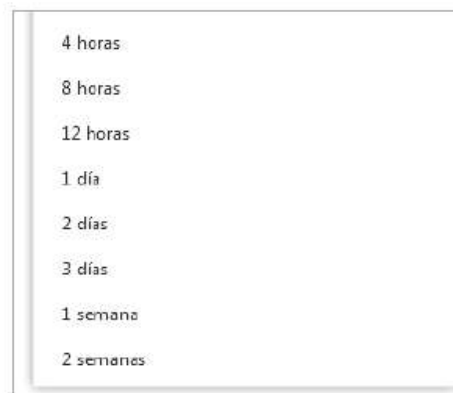 4 horas
8 horas
12 horas
1 día
2 días
3 días
1 semana
2 semanas